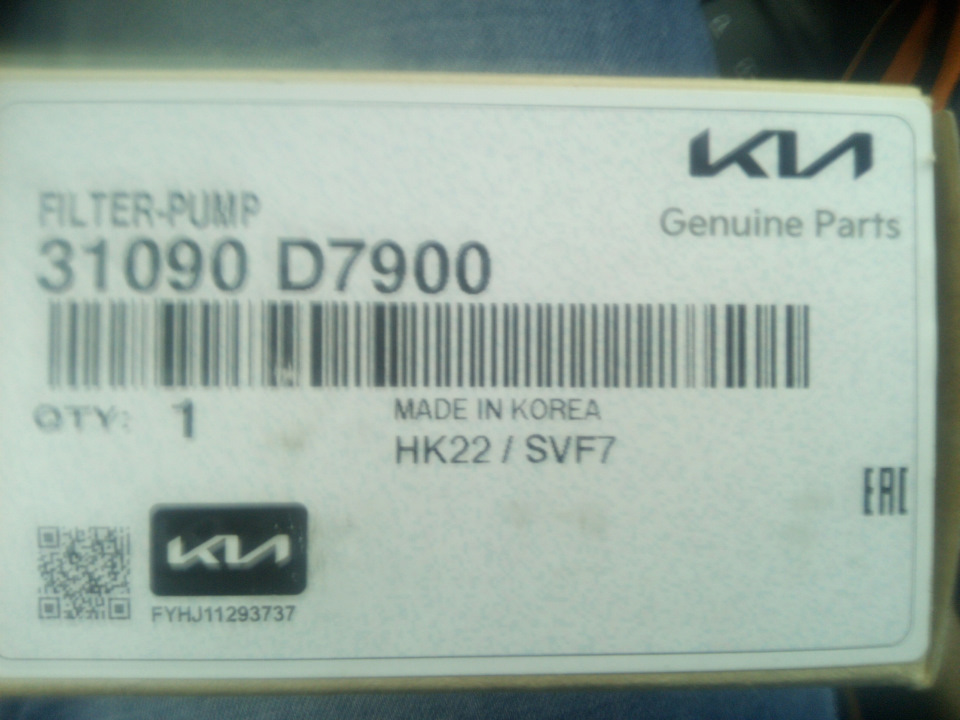 KIA
Genuine Parts
FILTER-PUMP
31090 D7900
QTY: 1
MADE IN KOREA
HK22 / SVF7
EAC
KIA
FYHJ11293737